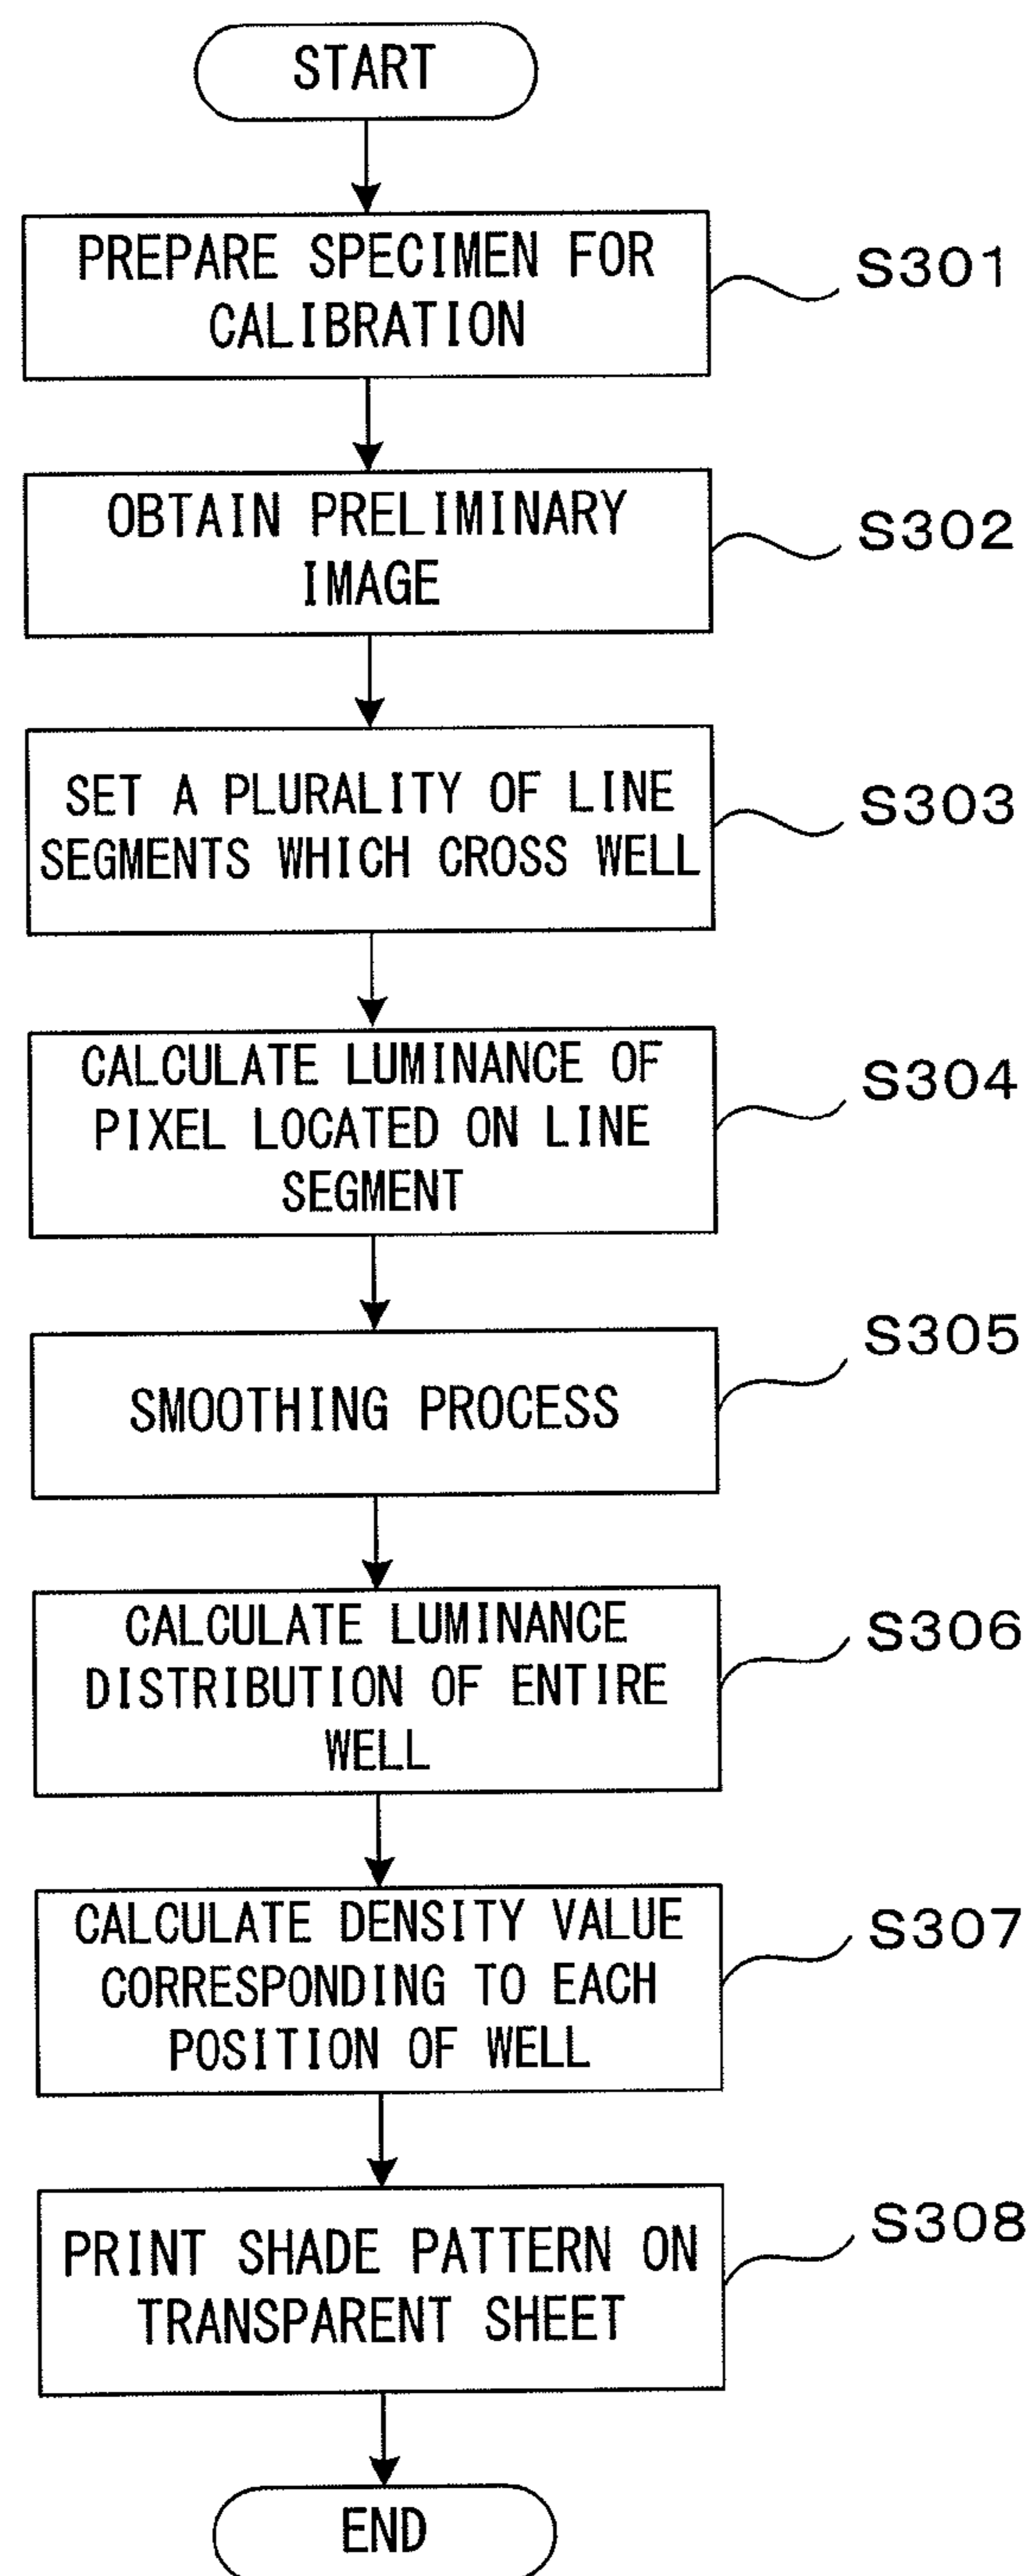 START
PREPARE SPECIMEN FOR
CALIBRATION
S301
OBTAIN PRELIMINARY
IMAGE
S302
SET A PLURALITY OF LINE
SEGMENTS WHICH CROSS WELL
S303
CALCULATE LUMINANCE OF
PIXEL LOCATED ON LINE
SEGMENT
S304
SMOOTHING PROCESS
S305
CALCULATE LUMINANCE
DISTRIBUTION OF ENTIRE
WELL
S306
CALCULATE DENSITY VALUE
CORRESPONDING TO EACH
POSITION OF WELL
S307
PRINT SHADE PATTERN ON
TRANSPARENT SHEET
S308
END